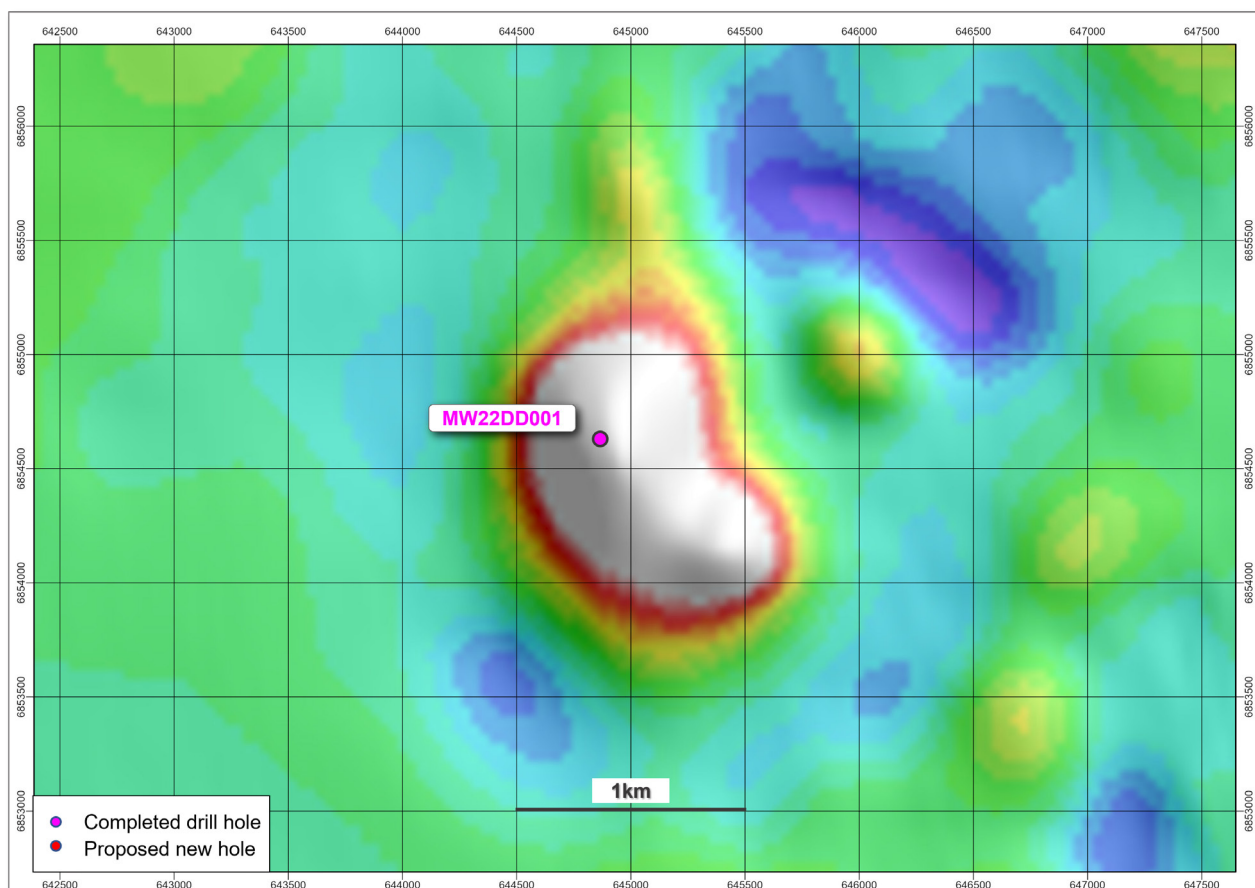 642500 643000 643500 644000 644500 645000 645500 646000 646500 647000 647500
6856000 6856000
6855500 6855500
6855000 6855000
MW22DD001
6854500 6854500
6854000 6854000
6853500 6853500
1km
6853000 6853000
Completed drill hole
Proposed new hole
642500 643000 643500 644000 644500 645000 645500 646000 646500 647000 647500